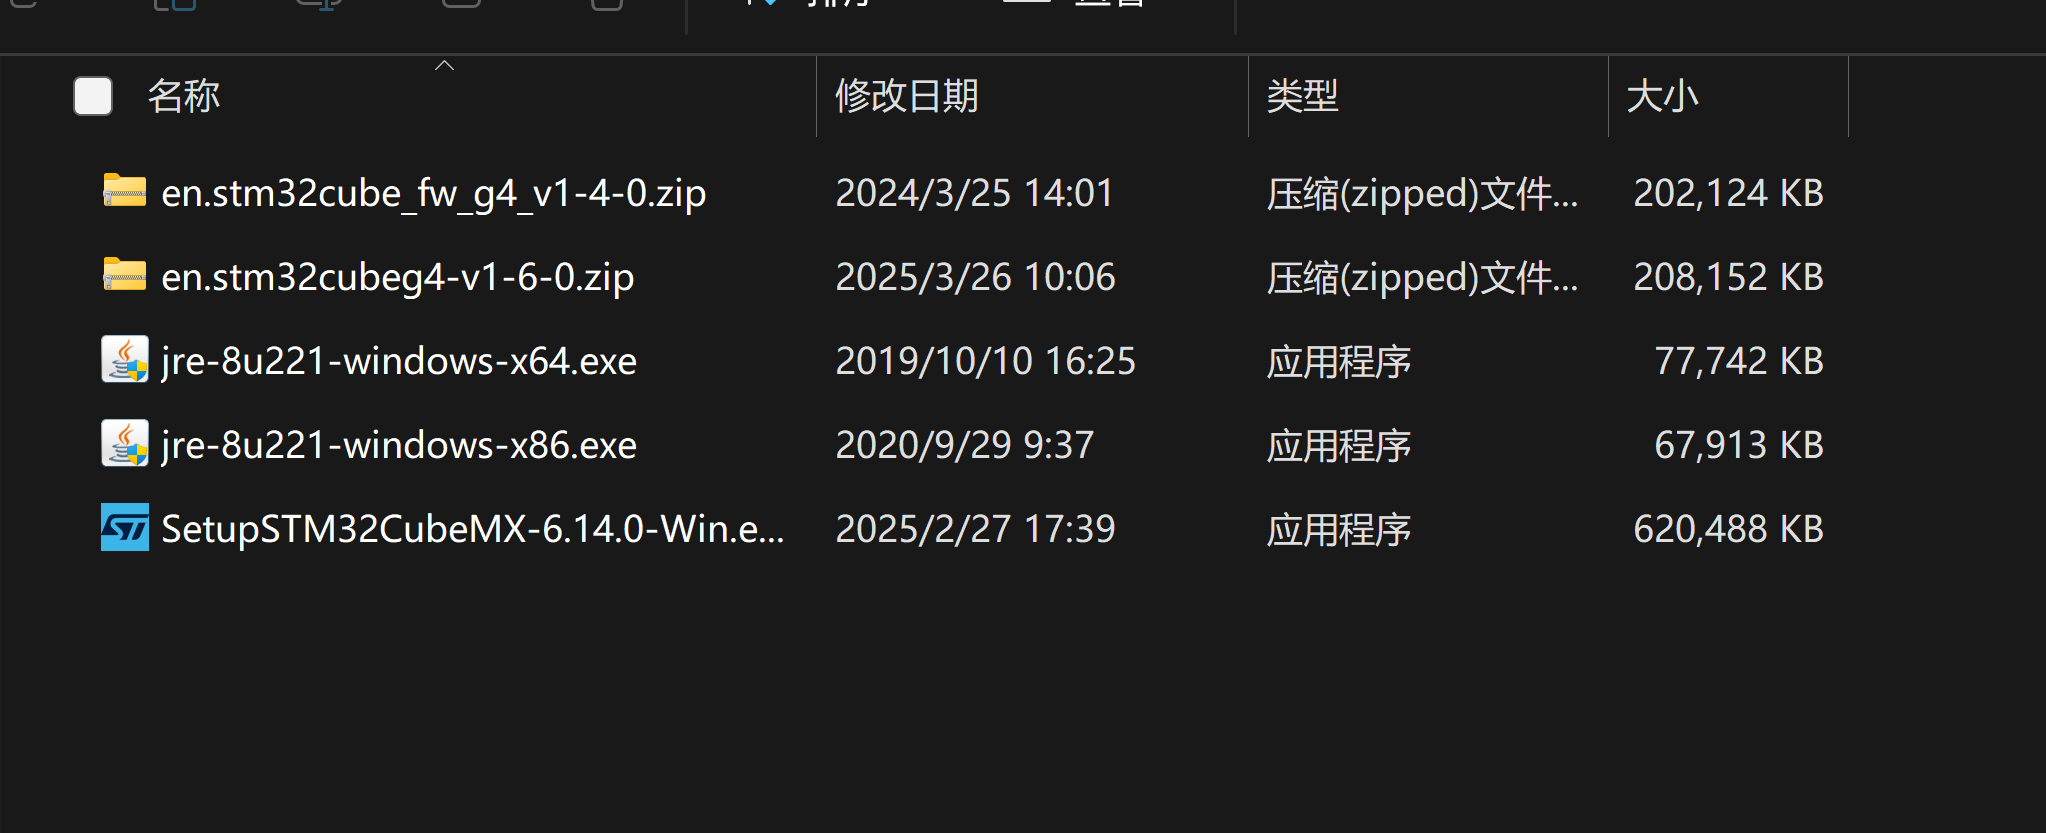 排序 查看
名称 修改日期 类型 大小
en.stm32cube_fw_g4_v1-4-0.zip 2024/3/25 14:01 压缩(zipped)文件... 202,124 KB
en.stm32cubeg4-v1-6-0.zip 2025/3/26 10:06 压缩(zipped)文件... 208,152 KB
jre-8u221-windows-x64.exe 2019/10/10 16:25 应用程序 77,742 KB
jre-8u221-windows-x86.exe 2020/9/29 9:37 应用程序 67,913 KB
SetupSTM32CubeMX-6.14.0-Win.e... 2025/2/27 17:39 应用程序 620,488 KB